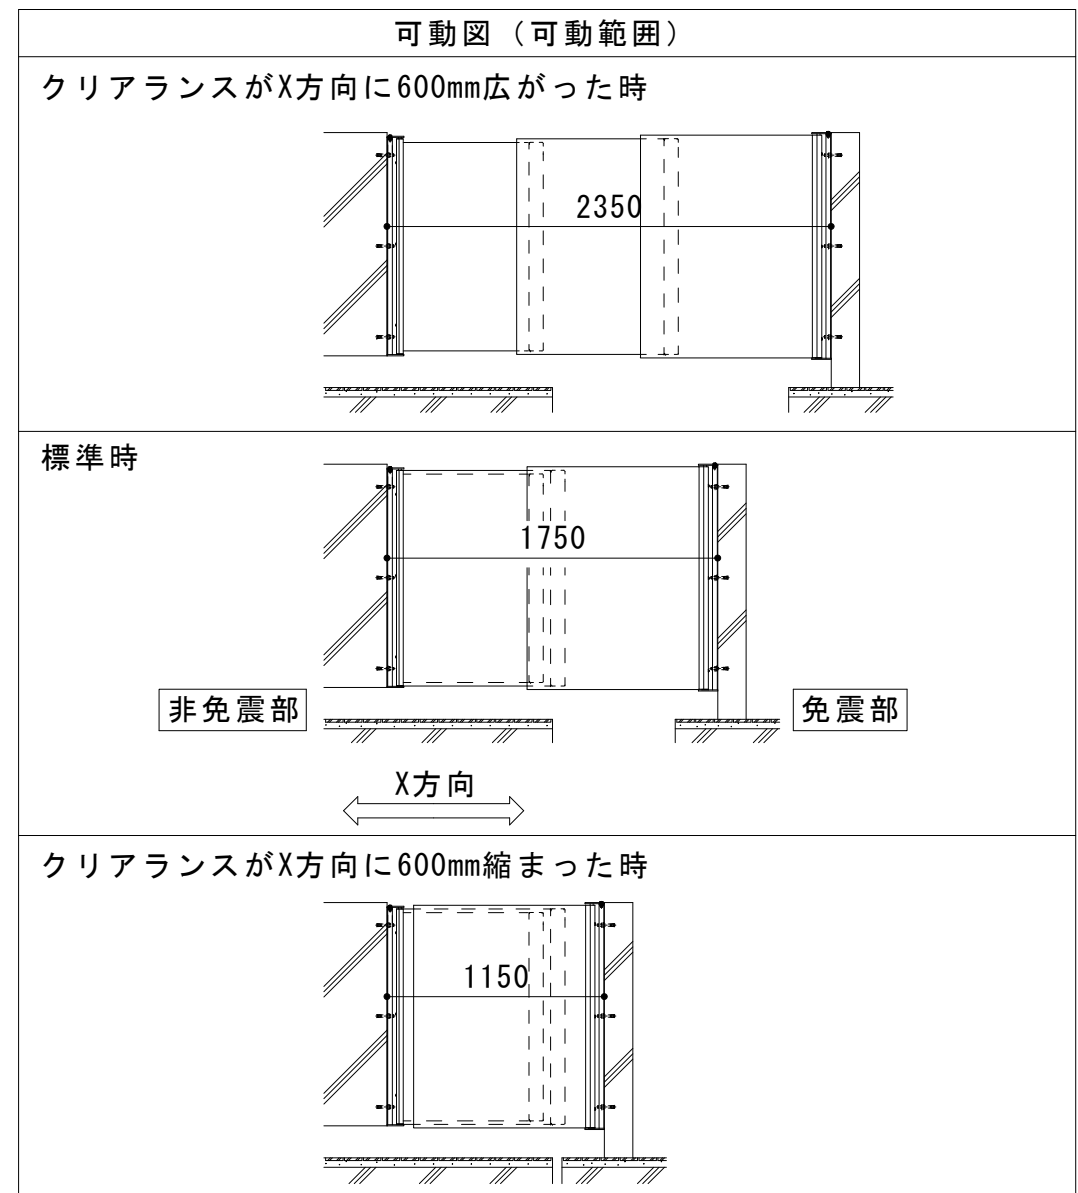 可動図（可動範囲）
クリアランスがX方向に600mm広がった時
2350
標準時
1750
非免震部
免震部
X方向
クリアランスがX方向に600mm縮まった時
1150